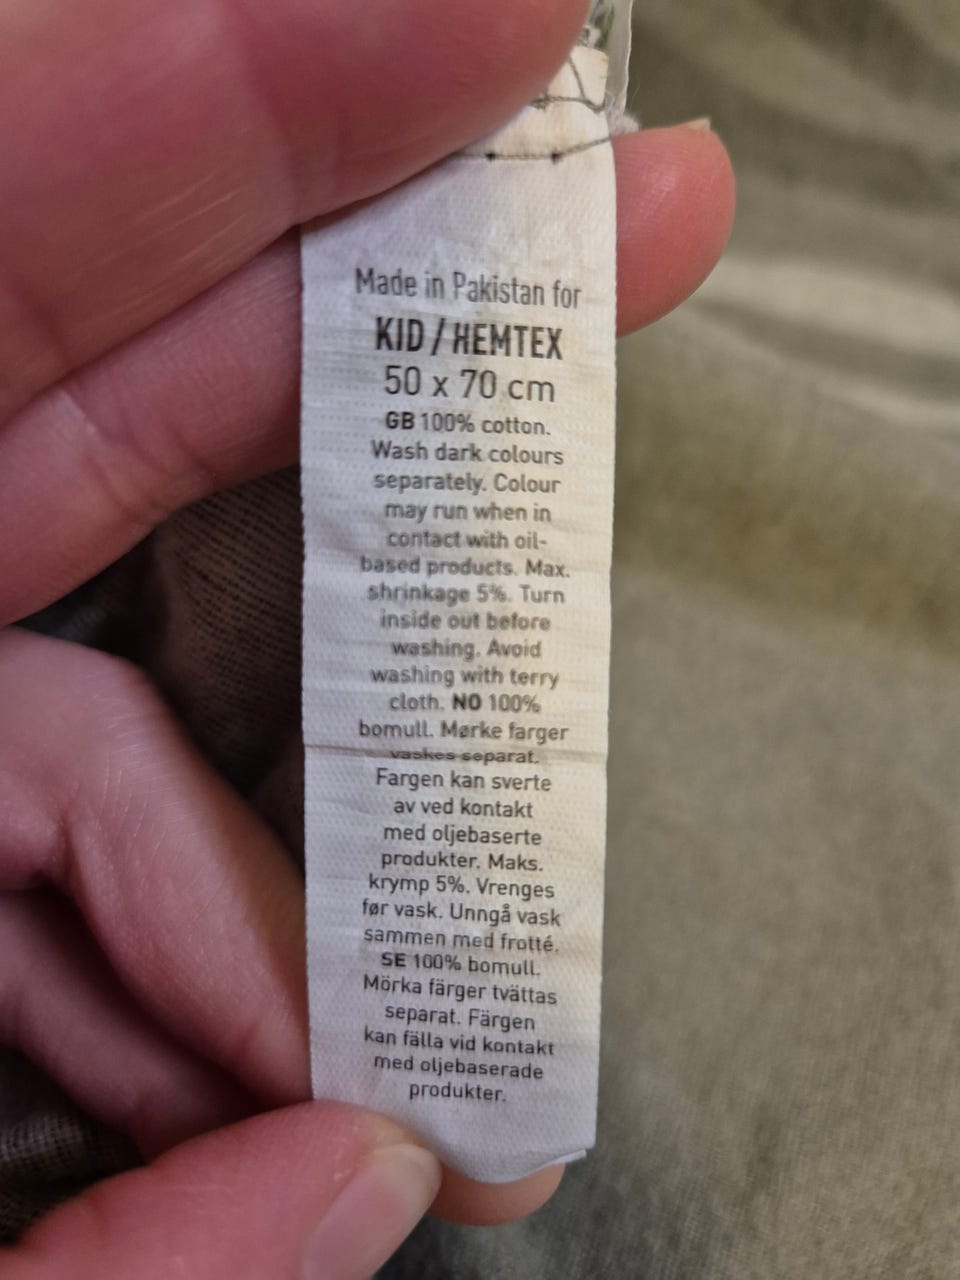 Made in Pakistan for
KID / HEMTEX
50 x 70 cm
GB 100% cotton.
Wash dark colours
separately. Colour
may run when in
contact with oil-
based products. Max.
shrinkage 5%. Turn
inside out before
washing. Avoid
washing with terry
cloth. NO 100%
bomull. Mørke farger
vaskes separat.
Fargen kan sverte
av ved kontakt
med oljebaserte
produkter. Maks.
krymp 5%. Vrenges
før vask. Unngå vask
sammen med frotté.
SE 100% bomull.
Mörka färger tvättas
separat. Färgen
kan fälla vid kontakt
med oljebaserade
produkter.